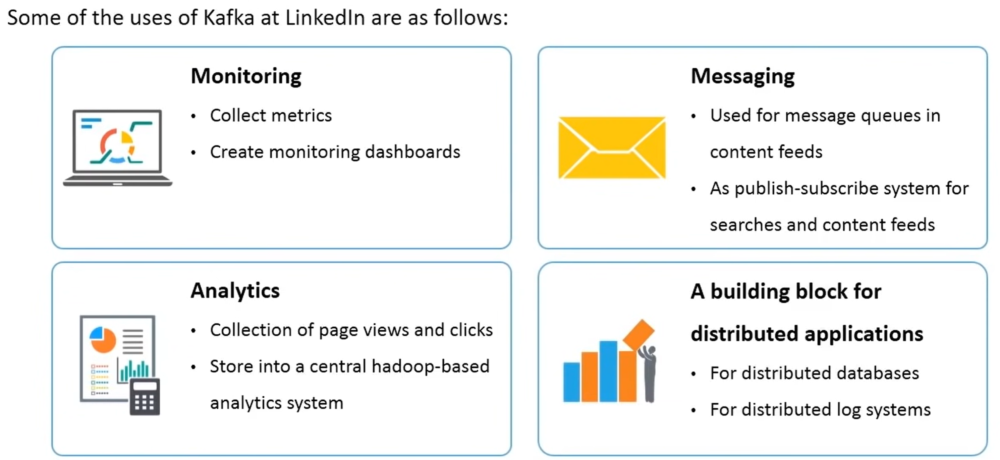 Some of the uses of Kafka at LinkedIn are as follows:
Monitoring
• Collect metrics
• Create monitoring dashboards
Messaging
• Used for message queues in
content feeds
• As publish-subscribe system for
searches and content feeds
Analytics
• Collection of page views and clicks
• Store into a central hadoop-based
analytics system
A building block for
distributed applications
• For distributed databases
• For distributed log systems